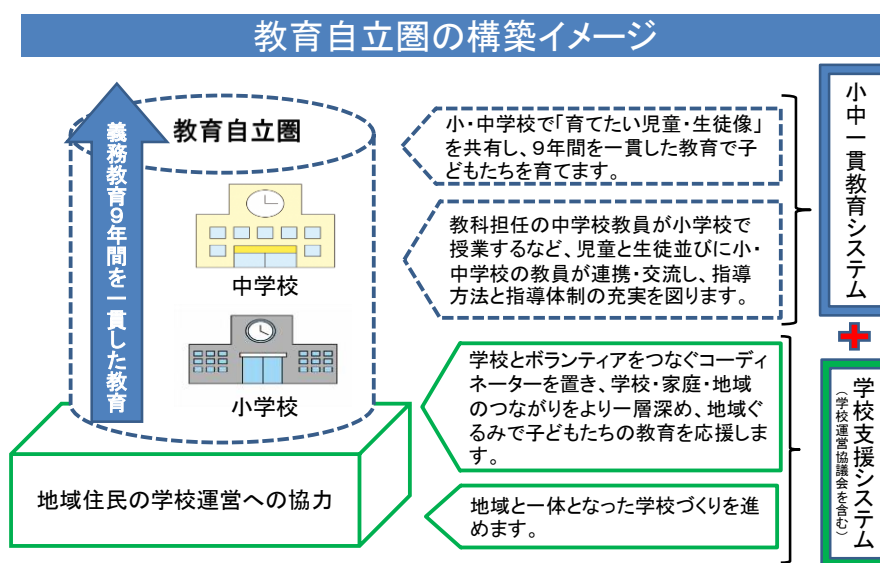 教育自立圏の構築イメージ
義務教育9年間を一貫した教育
教育自立圏
中学校
小学校
地域住民の学校運営への協力
小・中学校で「育てたい児童・生徒像」
を共有し、９年間を一貫した教育で子
どもたちを育てます。
教科担任の中学校教員が小学校で
授業するなど、児童と生徒並びに小・
中学校の教員が連携・交流し、指導
方法と指導体制の充実を図ります。
学校とボランティアをつなぐコーディ
ネーターを置き、学校・家庭・地域
のつながりをより一層深め、地域ぐ
るみで子どもたちの教育を応援しま
す。
地域と一体となった学校づくりを進
めます。
小中一貫教育システム
学校支援システム
（学校運営協議会を含む）